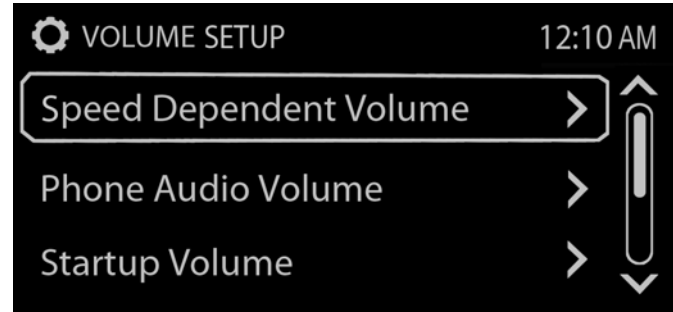 VOLUME SETUP 12:10 AM
Speed Dependent Volume
Phone Audio Volume
Startup Volume